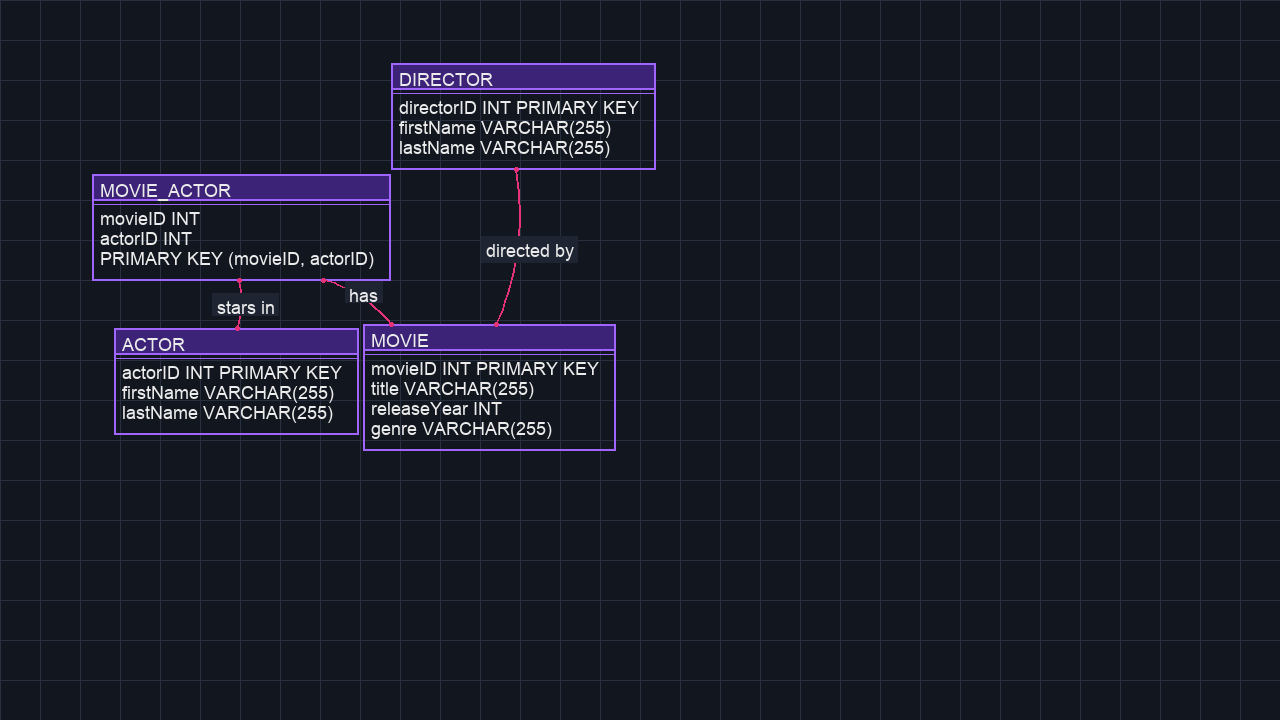 DIRECTOR
directorID INT PRIMARY KEY
firstName VARCHAR(255)
lastName VARCHAR(255)
MOVIE_ACTOR
movieID INT
actorID INT
PRIMARY KEY (movieID, actorID)
directed by
has
stars in
ACTOR
actorID INT PRIMARY KEY
firstName VARCHAR(255)
lastName VARCHAR(255)
MOVIE
movieID INT PRIMARY KEY
title VARCHAR(255)
releaseYear INT
genre VARCHAR(255)